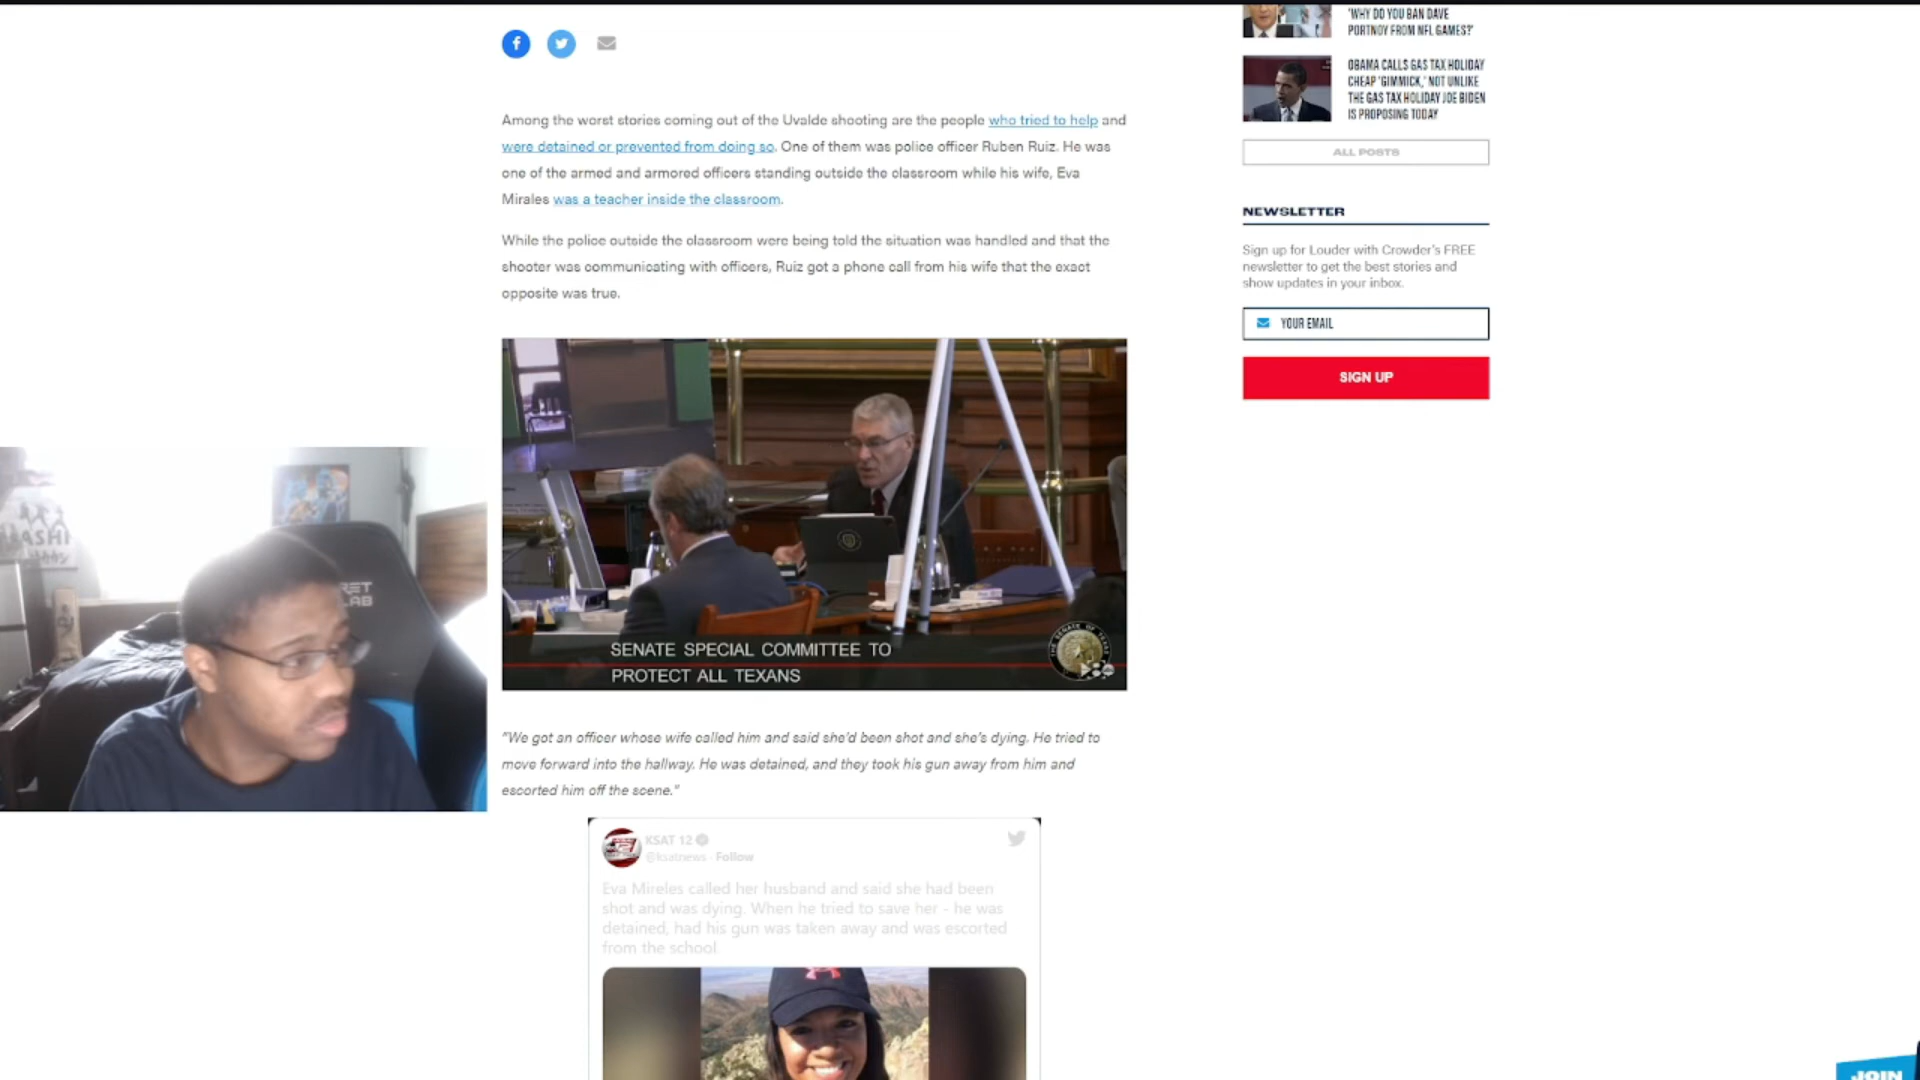 'WHY DO YOU BAN DAVE
PORTNOY FROM NFL GAMES?'
OBAMA CALLS GAS TAX HOLIDAY
CHEAP 'GIMMICK,' NOT UNLIKE
THE GAS TAX HOLIDAY JOE BIDEN
IS PROPOSING TODAY
ALL POSTS
NEWSLETTER
Sign up for Louder with Crowder's FREE
newsletter to get the best stories and
show updates in your inbox.
YOUR EMAIL
SIGN UP
Among the worst stories coming out of the Uvalde shooting are the people who tried to help and
were detained or prevented from doing so. One of them was police officer Ruben Ruiz. He was
one of the armed and armored officers standing outside the classroom while his wife, Eva
Mirales was a teacher inside the classroom.
While the police outside the classroom were being told the situation was handled and that the
shooter was communicating with officers, Ruiz got a phone call from his wife that the exact
opposite was true.
SENATE SPECIAL COMMITTEE TO
PROTECT ALL TEXANS
"We got an officer whose wife called him and said she'd been shot and she's dying. He tried to
move forward into the hallway. He was detained, and they took his gun away from him and
escorted him off the scene."
KSAT 12
@ksatnews · Follow
Eva Mireles called her husband and said she had been
shot and was dying. When he tried to save her - he was
detained, had his gun was taken away and was escorted
from the school
JOIN